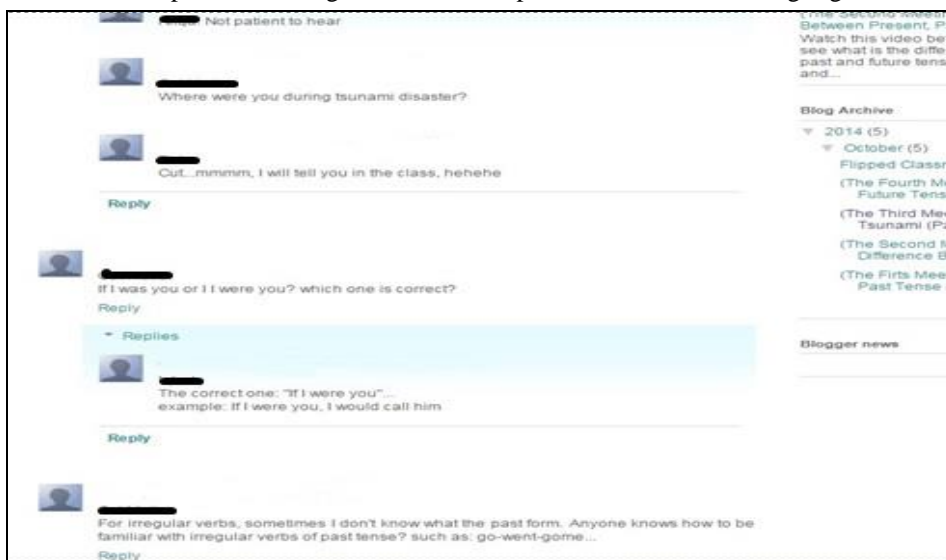 Not patient to hear
Where were you during tsunami disaster?
Cut...mmmm, I will tell you in the class, hehehe
Reply
If I was you or I I were you? which one is correct?
Reply
Replies
The correct one: "If I were you"...
example: If I were you, I would call him
Reply
For irregular verbs, sometimes I don't know what the past form. Anyone knows how to be
familiar with irregular verbs of past tense? such as: go-went-gome...
Reply
(The Second
Between Present, P
Watch this video be
see what is the diffe
past and future tens
and...
Blog Archive
2014 (5)
October (5)
Flipped Classr
(The Fourth M
Future Tens
(The Third Mee
Tsunami (Pa
(The Second M
Difference B
(The Firts Mee
Past Tense
Blogger news